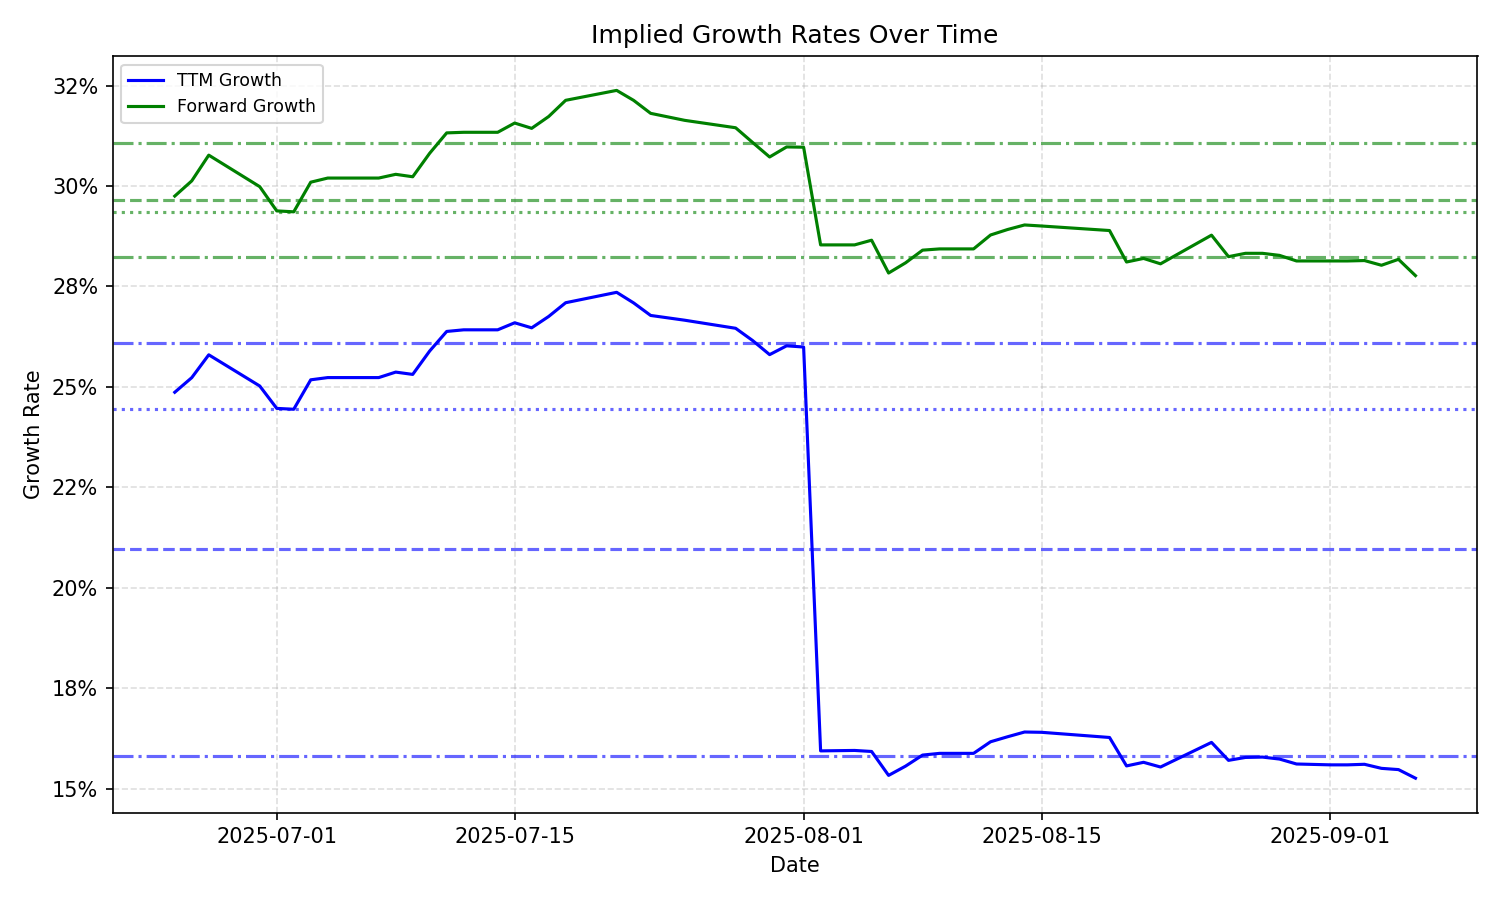 Implied Growth Rates Over Time
TTM Growth
Forward Growth
32%
30%
28%
25%
22%
20%
18%
15%
Growth Rate
2025-07-01
2025-07-15
2025-08-01
2025-08-15
2025-09-01
Date